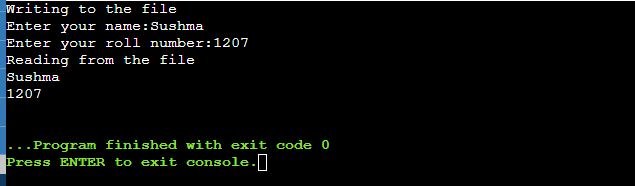 Writing to the file
Enter your name:Sushma
Enter your roll number:1207
Reading from the file
Sushma
1207
...Program finished with exit code 0
Press ENTER to exit console.